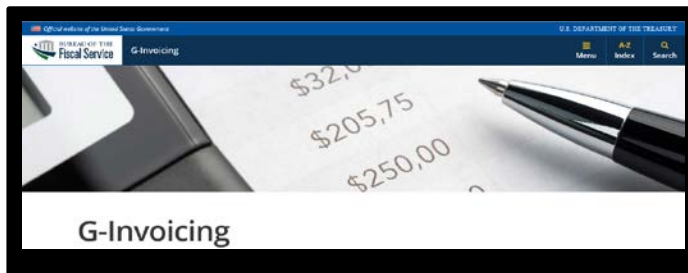 Official website of the United States Government
U.S. DEPARTMENT OF THE TREASURY
BUREAU OF THE
Fiscal Service
G-Invoicing
Menu
A-Z
Index
Search
$32,0
$205,75
$250,00
G-Invoicing